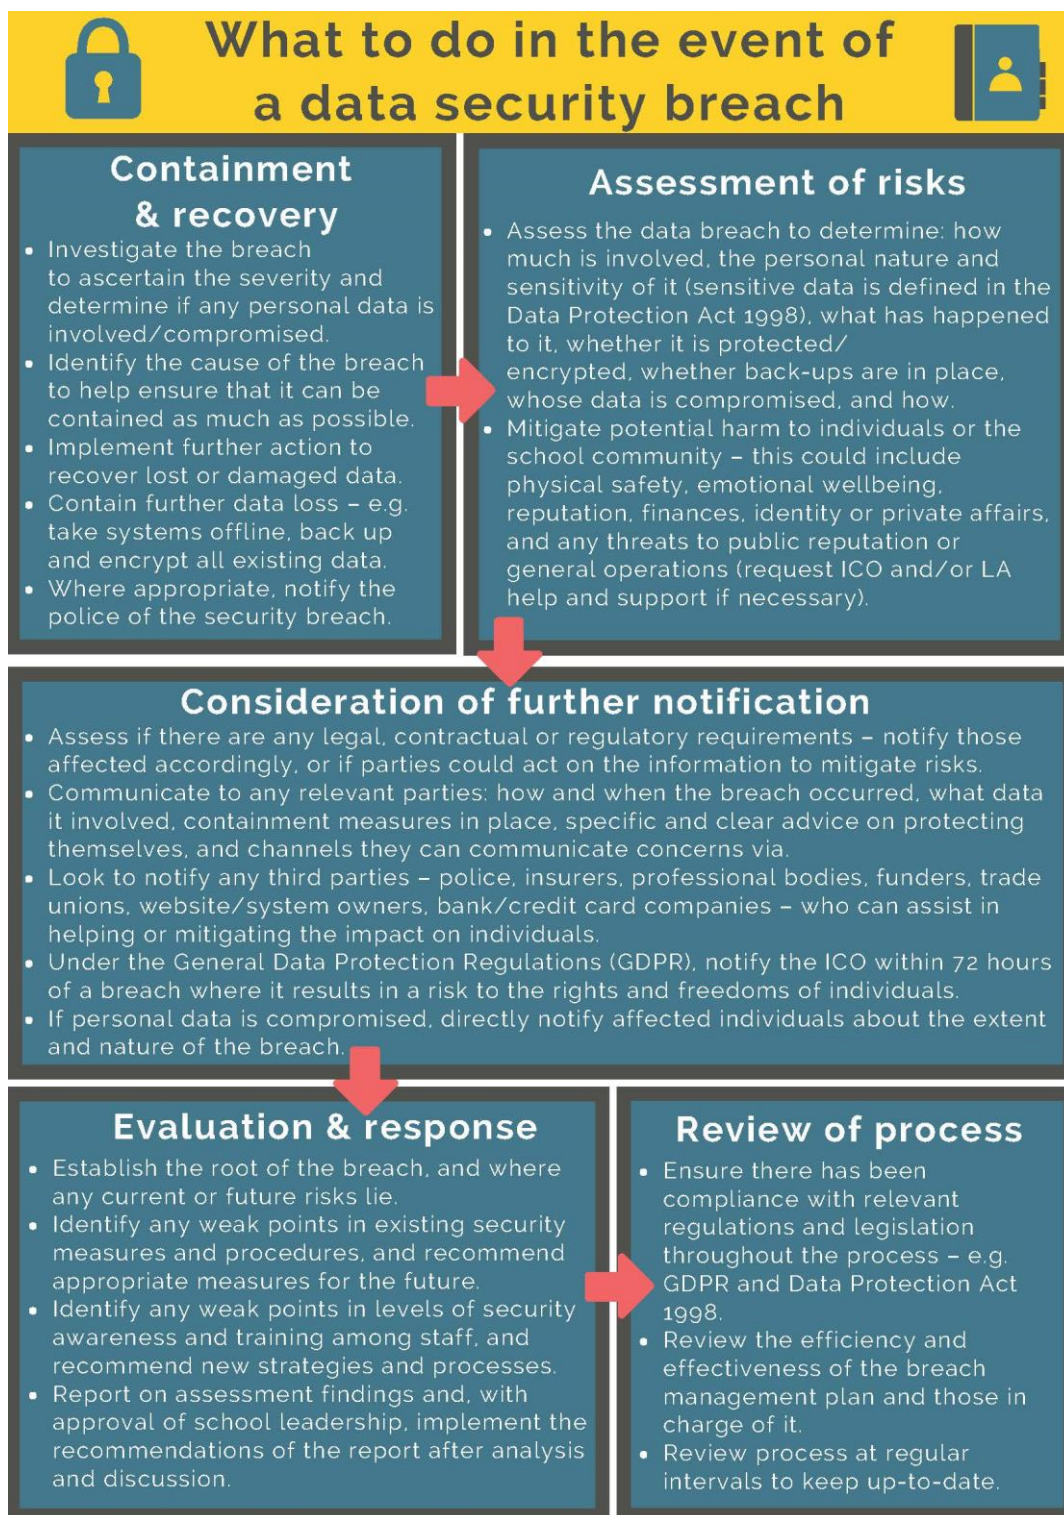 What to do in the event of
a data security breach
Containment
& recovery
• Investigate the breach
to ascertain the severity and
determine if any personal data is
involved/compromised.
• Identify the cause of the breach
to help ensure that it can be
contained as much as possible.
• Implement further action to
recover lost or damaged data.
• Contain further data loss – e.g.
take systems offline, back up
and encrypt all existing data.
• Where appropriate, notify the
police of the security breach.
Assessment of risks
• Assess the data breach to determine: how
much is involved, the personal nature and
sensitivity of it (sensitive data is defined in the
Data Protection Act 1998), what has happened
to it, whether it is protected/
encrypted, whether back-ups are in place,
whose data is compromised, and how.
• Mitigate potential harm to individuals or the
school community – this could include
physical safety, emotional wellbeing,
reputation, finances, identity or private affairs,
and any threats to public reputation or
general operations (request ICO and/or LA
help and support if necessary).
Consideration of further notification
• Assess if there are any legal, contractual or regulatory requirements – notify those
affected accordingly, or if parties could act on the information to mitigate risks.
• Communicate to any relevant parties: how and when the breach occurred, what data
it involved, containment measures in place, specific and clear advice on protecting
themselves, and channels they can communicate concerns via.
• Look to notify any third parties – police, insurers, professional bodies, funders, trade
unions, website/system owners, bank/credit card companies – who can assist in
helping or mitigating the impact on individuals.
• Under the General Data Protection Regulations (GDPR), notify the ICO within 72 hours
of a breach where it results in a risk to the rights and freedoms of individuals.
• If personal data is compromised, directly notify affected individuals about the extent
and nature of the breach.
Evaluation & response
• Establish the root of the breach, and where
any current or future risks lie.
• Identify any weak points in existing security
measures and procedures, and recommend
appropriate measures for the future.
• Identify any weak points in levels of security
awareness and training among staff, and
recommend new strategies and processes.
• Report on assessment findings and, with
approval of school leadership, implement the
recommendations of the report after analysis
and discussion.
Review of process
• Ensure there has been
compliance with relevant
regulations and legislation
throughout the process – e.g.
GDPR and Data Protection Act
1998.
• Review the efficiency and
effectiveness of the breach
management plan and those in
charge of it.
• Review process at regular
intervals to keep up-to-date.